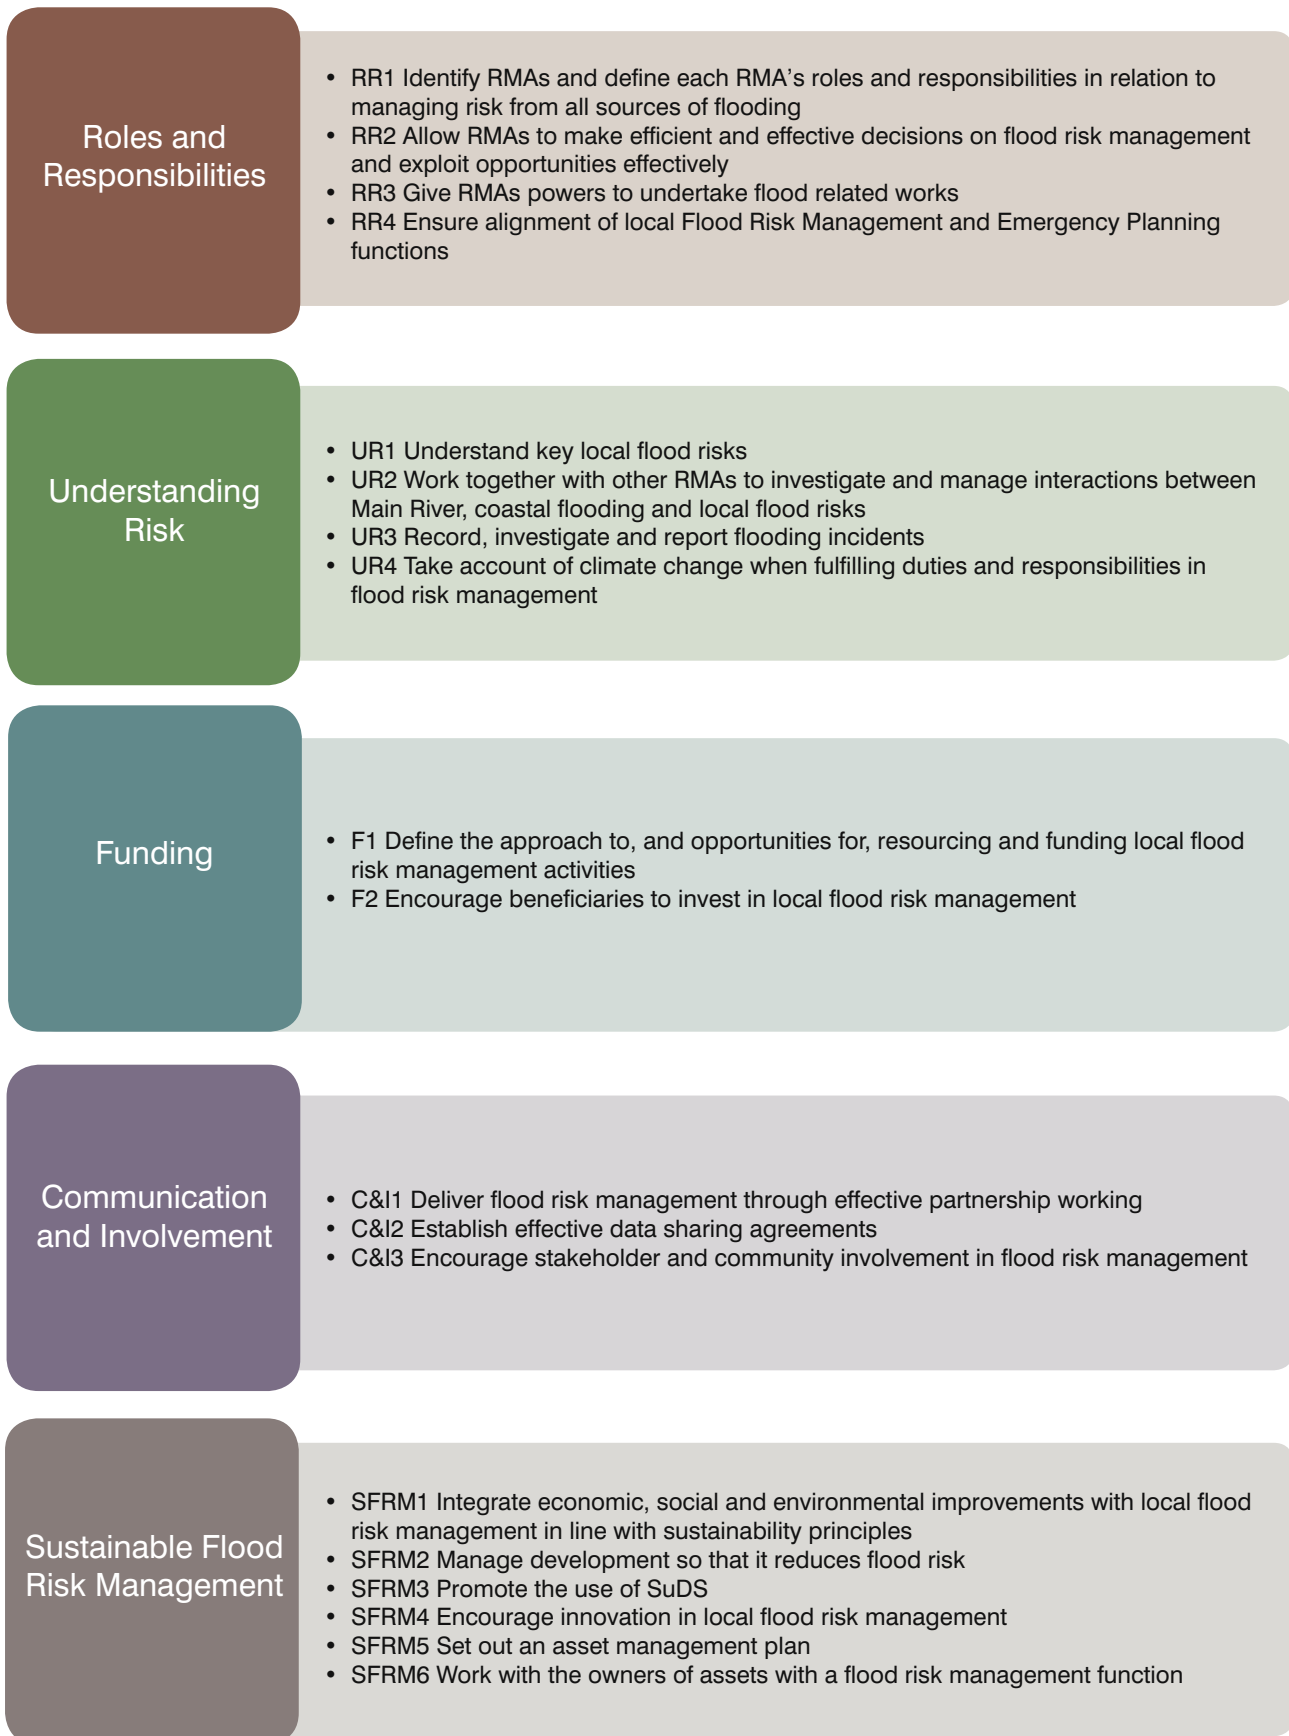 Roles and
Responsibilities
• RR1 Identify RMAs and define each RMA's roles and responsibilities in relation to
managing risk from all sources of flooding
• RR2 Allow RMAs to make efficient and effective decisions on flood risk management
and exploit opportunities effectively
• RR3 Give RMAs powers to undertake flood related works
• RR4 Ensure alignment of local Flood Risk Management and Emergency Planning
functions
Understanding
Risk
• UR1 Understand key local flood risks
• UR2 Work together with other RMAs to investigate and manage interactions between
Main River, coastal flooding and local flood risks
• UR3 Record, investigate and report flooding incidents
• UR4 Take account of climate change when fulfilling duties and responsibilities in
flood risk management
Funding
• F1 Define the approach to, and opportunities for, resourcing and funding local flood
risk management activities
• F2 Encourage beneficiaries to invest in local flood risk management
Communication
and Involvement
• C&I1 Deliver flood risk management through effective partnership working
• C&I2 Establish effective data sharing agreements
• C&I3 Encourage stakeholder and community involvement in flood risk management
Sustainable Flood
Risk Management
• SFRM1 Integrate economic, social and environmental improvements with local flood
risk management in line with sustainability principles
• SFRM2 Manage development so that it reduces flood risk
• SFRM3 Promote the use of SuDS
• SFRM4 Encourage innovation in local flood risk management
• SFRM5 Set out an asset management plan
• SFRM6 Work with the owners of assets with a flood risk management function